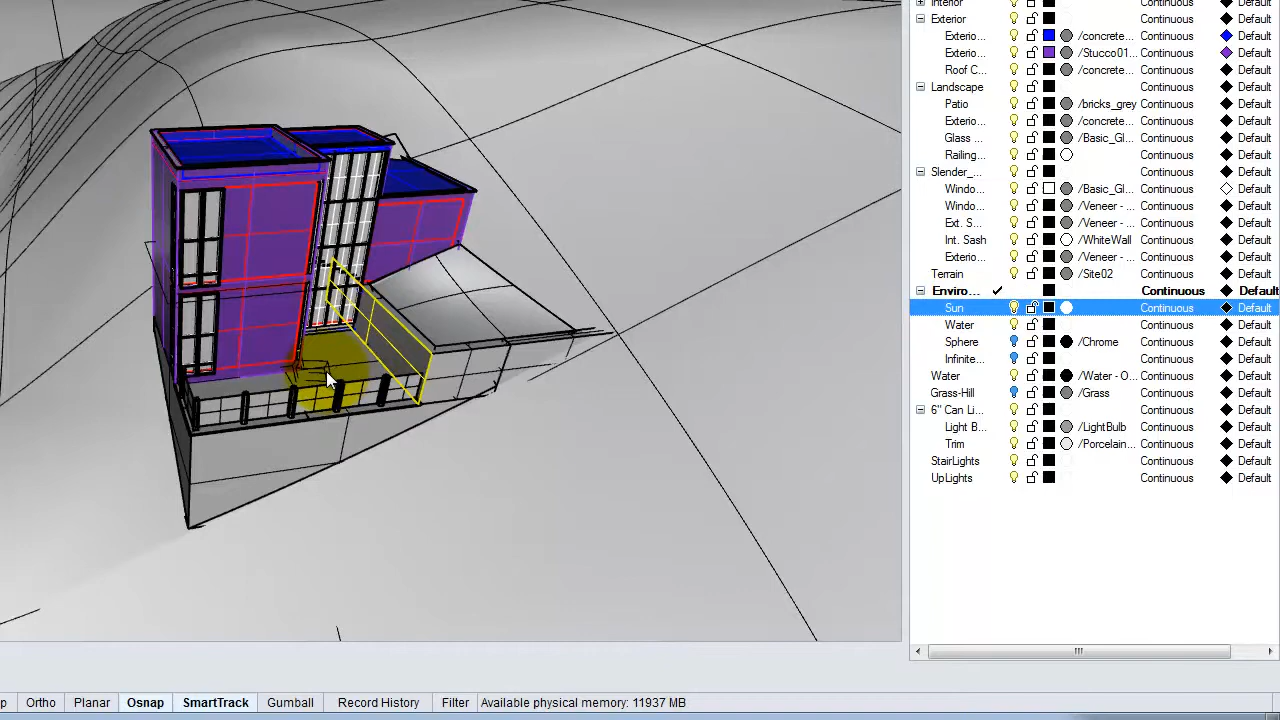 Interior
Exterior
Exterio... /concrete... Continuous Default
Exterio... /Stucco01... Continuous Default
Roof C... /concrete... Continuous Default
Landscape Continuous Default
Patio /bricks_grey Continuous Default
Exterio... /concrete... Continuous Default
Glass ... /Basic_Gl... Continuous Default
Railing... Continuous Default
Slender_... Continuous Default
Windo... /Basic_Gl... Continuous Default
Windo... /Veneer - ... Continuous Default
Ext. S... /Veneer - ... Continuous Default
Int. Sash /WhiteWall Continuous Default
Exterio... /Veneer - ... Continuous Default
Terrain /Site02 Continuous Default
Enviro... Continuous Default
Sun Continuous Default
Water Continuous Default
Sphere /Chrome Continuous Default
Infinite... Continuous Default
Water /Water - O... Continuous Default
Grass-Hill /Grass Continuous Default
6" Can Li... Continuous Default
Light B... /LightBulb Continuous Default
Trim /Porcelain... Continuous Default
StairLights Continuous Default
UpLights Continuous Default
p Ortho Planar Osnap SmartTrack Gumball Record History Filter Available physical memory: 11937 MB